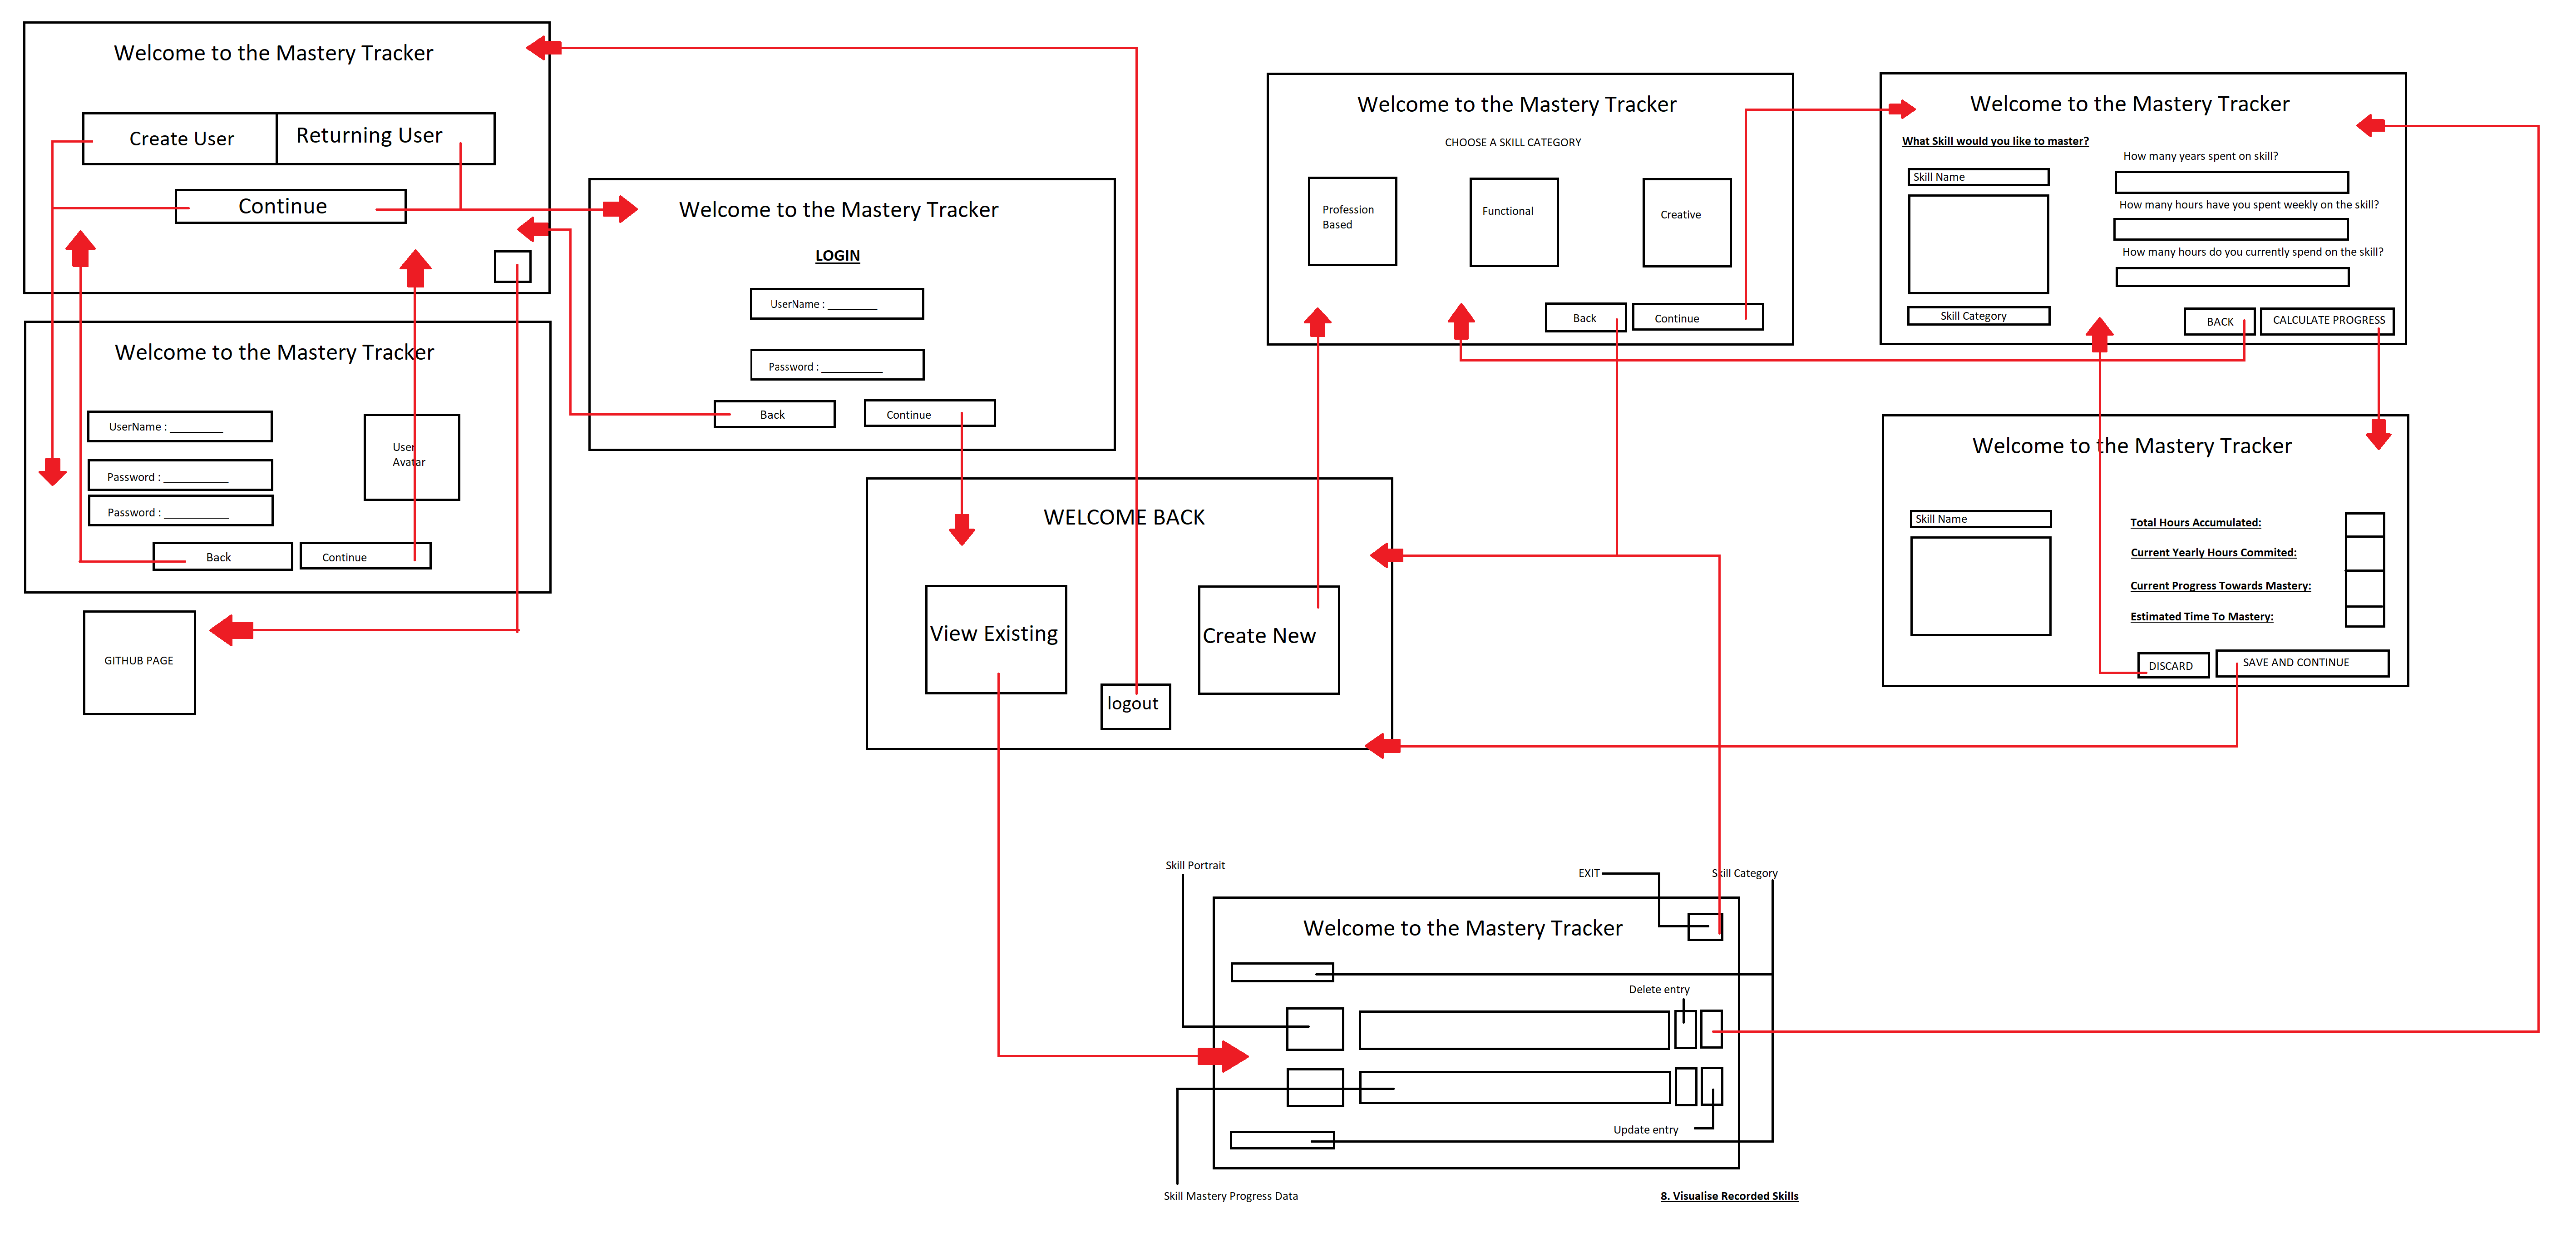 Welcome to the Mastery Tracker
Create User
Returning User
Continue
Welcome to the Mastery Tracker
UserName : _________
Password : ___________
Password : ___________
User
Avatar
Back
Continue
GITHUB PAGE
Welcome to the Mastery Tracker
LOGIN
UserName : ________
Password : __________
Back
Continue
WELCOME BACK
View Existing
Create New
logout
Welcome to the Mastery Tracker
CHOOSE A SKILL CATEGORY
Profession
Based
Functional
Creative
Back
Continue
Welcome to the Mastery Tracker
What Skill would you like to master?
Skill Name
Skill Category
How many years spent on skill?
How many hours have you spent weekly on the skill?
How many hours do you currently spend on the skill?
BACK
CALCULATE PROGRESS
Welcome to the Mastery Tracker
Skill Name
Total Hours Accumulated:
Current Yearly Hours Commited:
Current Progress Towards Mastery:
Estimated Time To Mastery:
DISCARD
SAVE AND CONTINUE
Skill Portrait
EXIT
Skill Category
Welcome to the Mastery Tracker
Delete entry
Update entry
Skill Mastery Progress Data
8. Visualise Recorded Skills